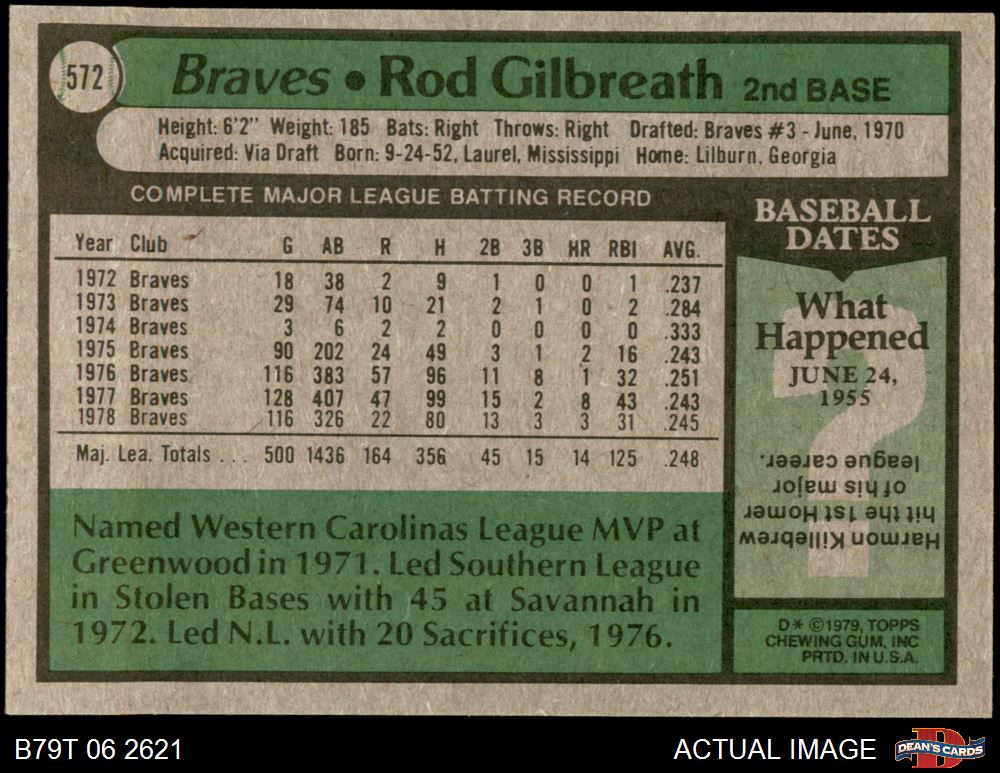 572
Braves • Rod Gilbreath 2nd BASE
Height: 6'2" Weight: 185 Bats: Right Throws: Right Drafted: Braves #3 - June, 1970
Acquired: Via Draft Born: 9-24-52, Laurel, Mississippi Home: Lilburn, Georgia
COMPLETE MAJOR LEAGUE BATTING RECORD
Year Club G AB R H 2B 3B HR RBI AVG.
1972 Braves 18 38 2 9 1 0 0 1 .237
1973 Braves 29 74 10 21 2 1 0 2 .284
1974 Braves 3 6 2 2 0 0 0 0 .333
1975 Braves 90 202 24 49 3 1 2 16 .243
1976 Braves 116 383 57 96 11 8 1 32 .251
1977 Braves 128 407 47 99 15 2 8 43 .243
1978 Braves 116 326 22 80 13 3 3 31 .245
Maj. Lea. Totals . . . 500 1436 164 356 45 15 14 125 .248
Named Western Carolinas League MVP at
Greenwood in 1971. Led Southern League
in Stolen Bases with 45 at Savannah in
1972. Led N.L. with 20 Sacrifices, 1976.
BASEBALL
DATES
What
Happened
JUNE 24,
1955
?
Harmon Killebrew
hit the 1st Homer
of his major
league career.
D* ©1979, TOPPS
CHEWING GUM, INC
PRTD. IN U.S.A.
B79T 06 2621
ACTUAL IMAGE
D
DEAN'S CARDS